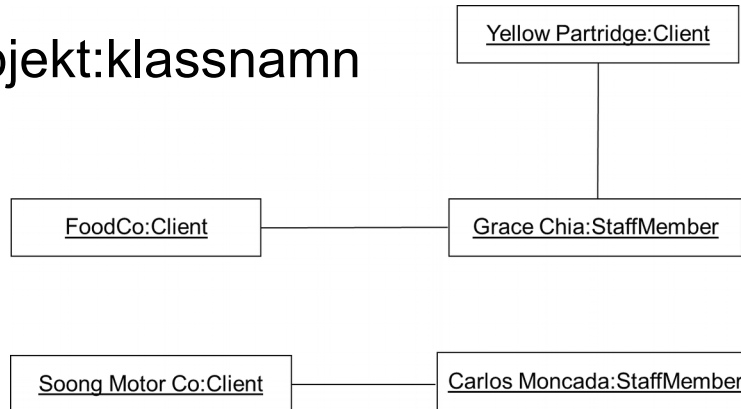 Yellow Partridge:Client
jekt:klassnamn
FoodCo:Client
Grace Chia:StaffMember
Soong Motor Co:Client
Carlos Moncada:StaffMember